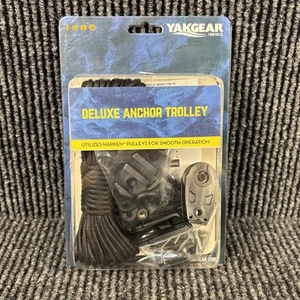 YAKGEAR
DELUXE ANCHOR TROLLEY
UTILIZES HARKEN™ PULLEYS FOR SMOOTH OPERATION